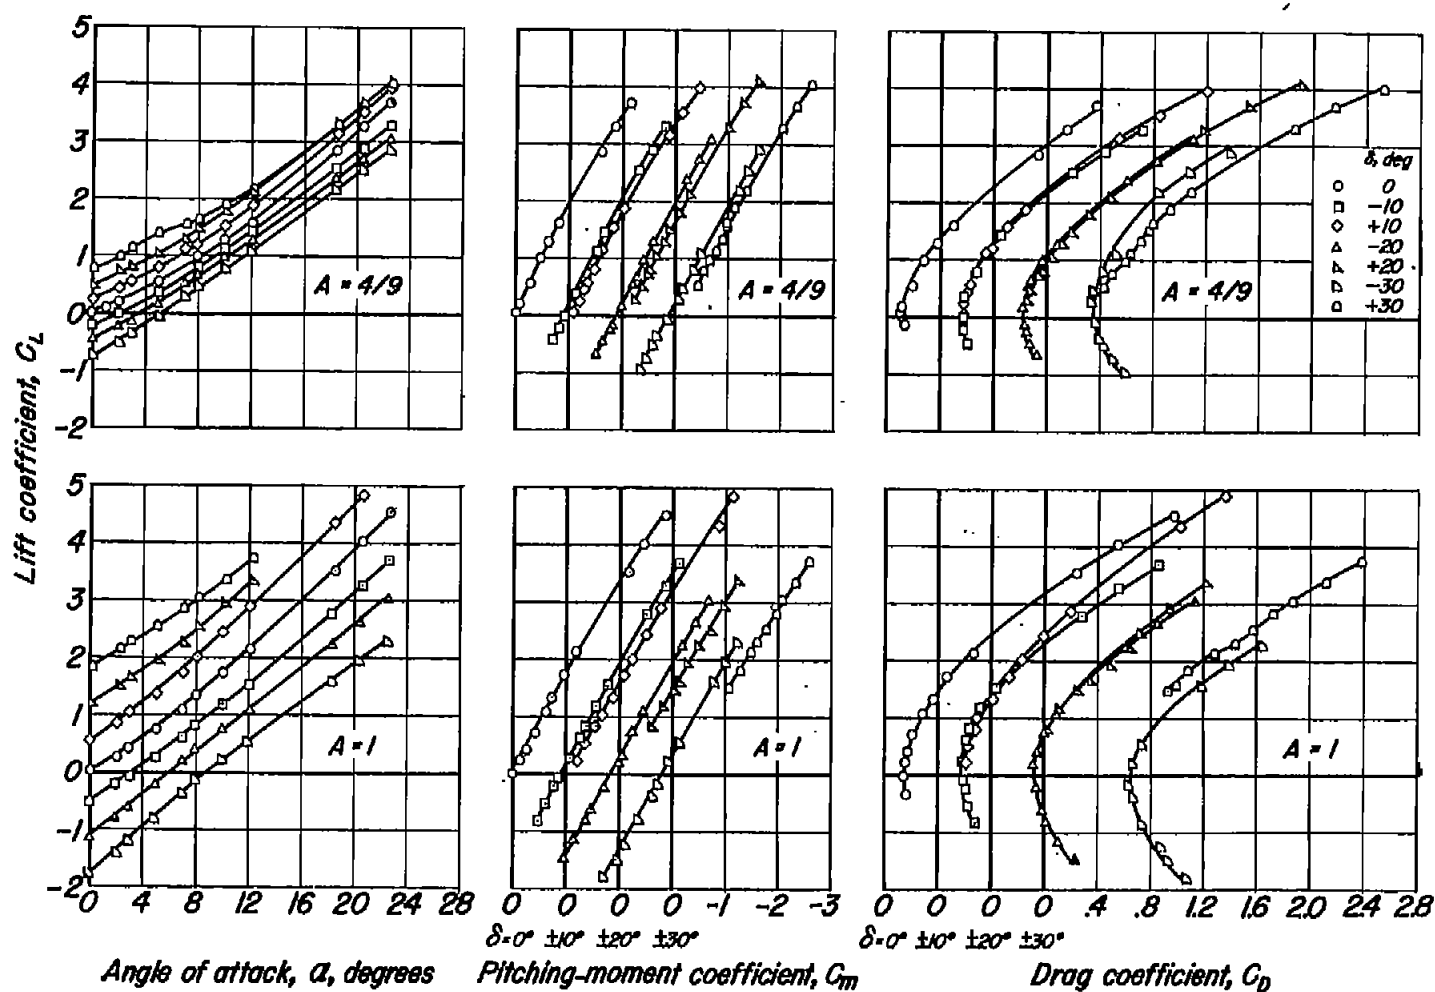 Lift coefficient, C_L
5
4
3
2
1
0
-1
-2
A = 4/9
A = 4/9
A = 4/9
δ, deg
0
-10
+10
-20
+20
-30
+30
5
4
3
2
1
0
-1
-2
A = 1
A = 1
A = 1
0 4 8 12 16 20 24 28
0 0 0 0 -1 -2 -3
0 0 0 0 .4 .8 1.2 1.6 2.0 2.4 2.8
δ=0° ±10° ±20° ±30°
δ=0° ±10° ±20° ±30°
Angle of attack, α, degrees
Pitching-moment coefficient, C_m
Drag coefficient, C_D